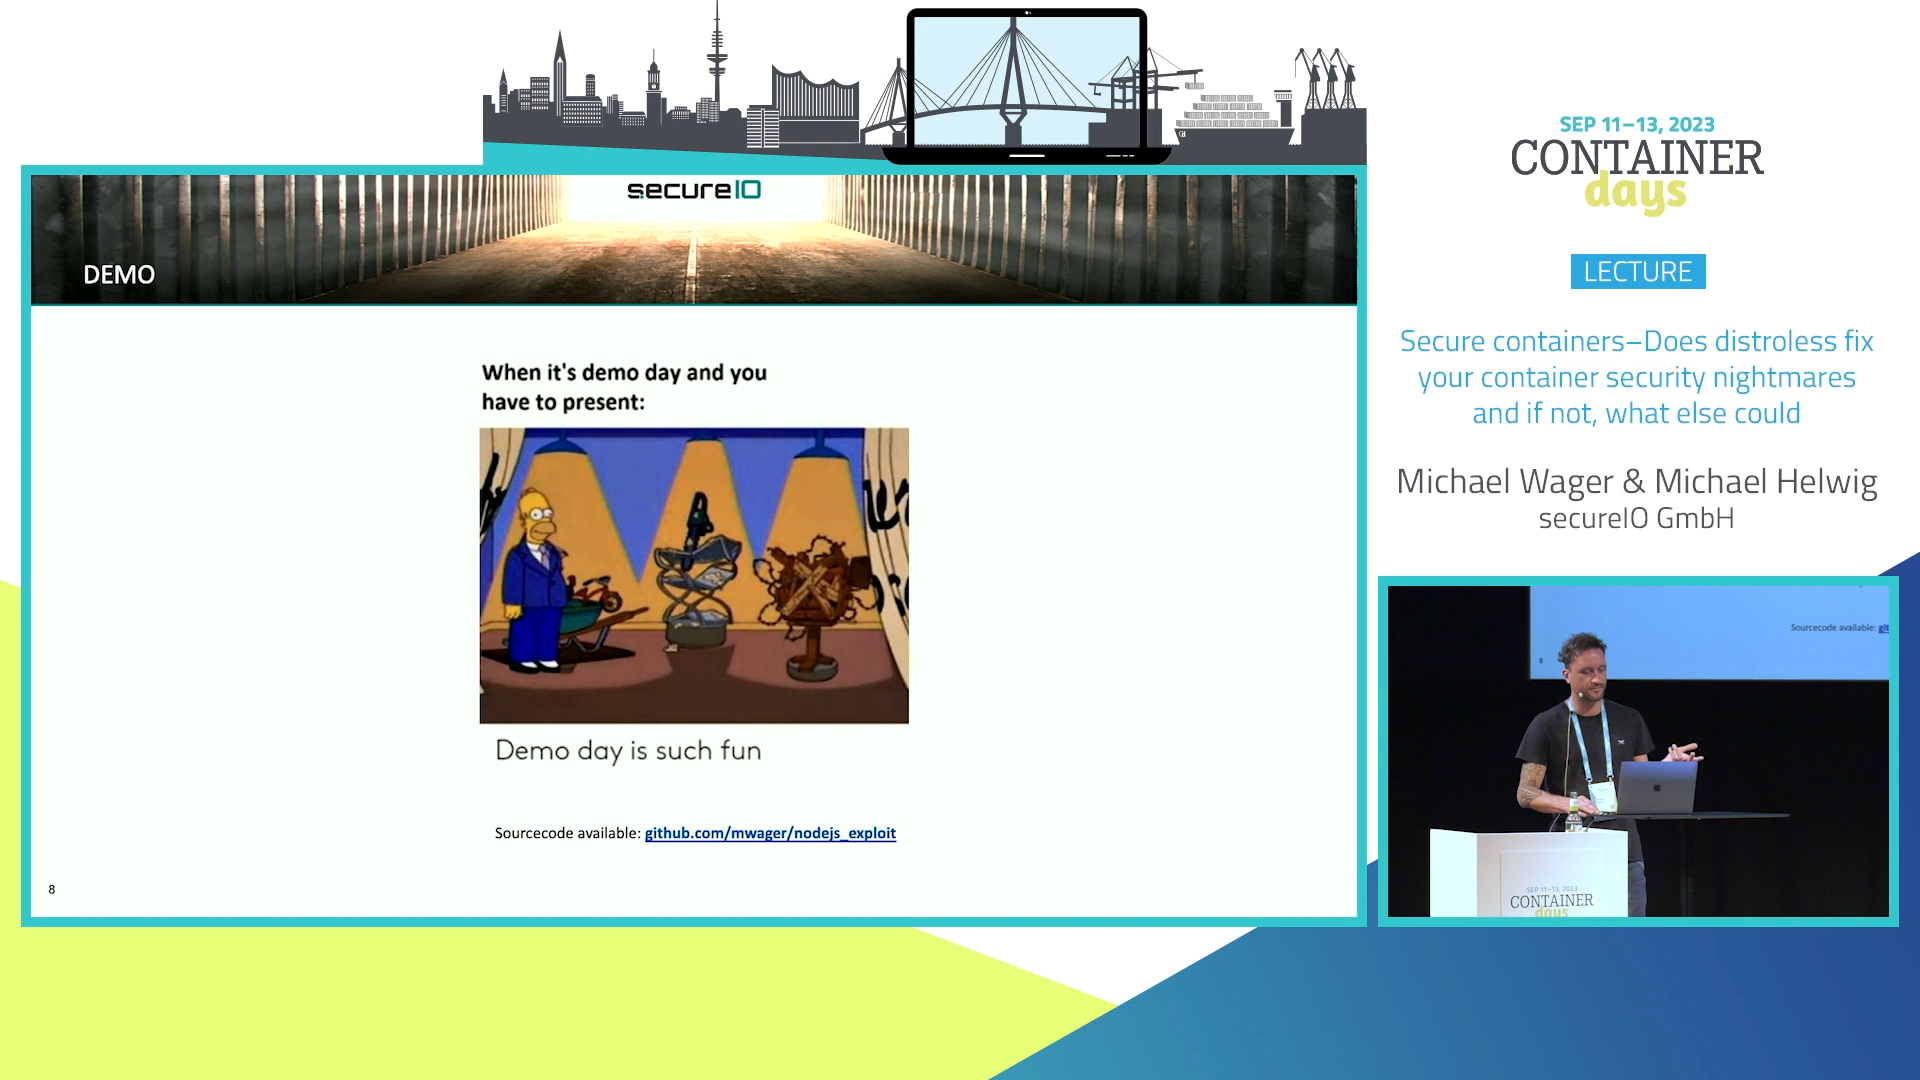 secureIO
DEMO
When it's demo day and you
have to present:
Demo day is such fun
Sourcecode available: github.com/mwager/nodejs_exploit
8
SEP 11–13, 2023
CONTAINER
days
LECTURE
Secure containers–Does distroless fix
your container security nightmares
and if not, what else could
Michael Wager & Michael Helwig
secureIO GmbH
Sourcecode available: git
8
SEP 11–13, 2023
CONTAINER
days